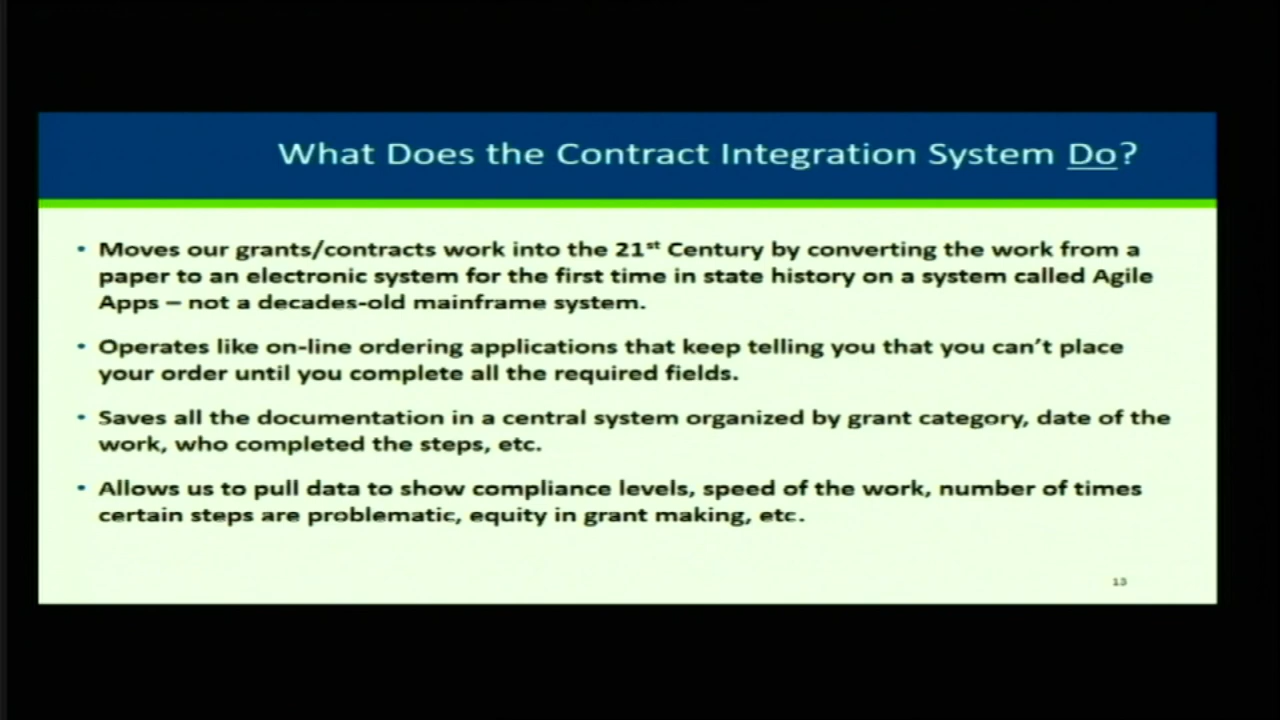 What Does the Contract Integration System Do?
• Moves our grants/contracts work into the 21st Century by converting the work from a
paper to an electronic system for the first time in state history on a system called Agile
Apps – not a decades-old mainframe system.
• Operates like on-line ordering applications that keep telling you that you can't place
your order until you complete all the required fields.
• Saves all the documentation in a central system organized by grant category, date of the
work, who completed the steps, etc.
• Allows us to pull data to show compliance levels, speed of the work, number of times
certain steps are problematic, equity in grant making, etc.
13